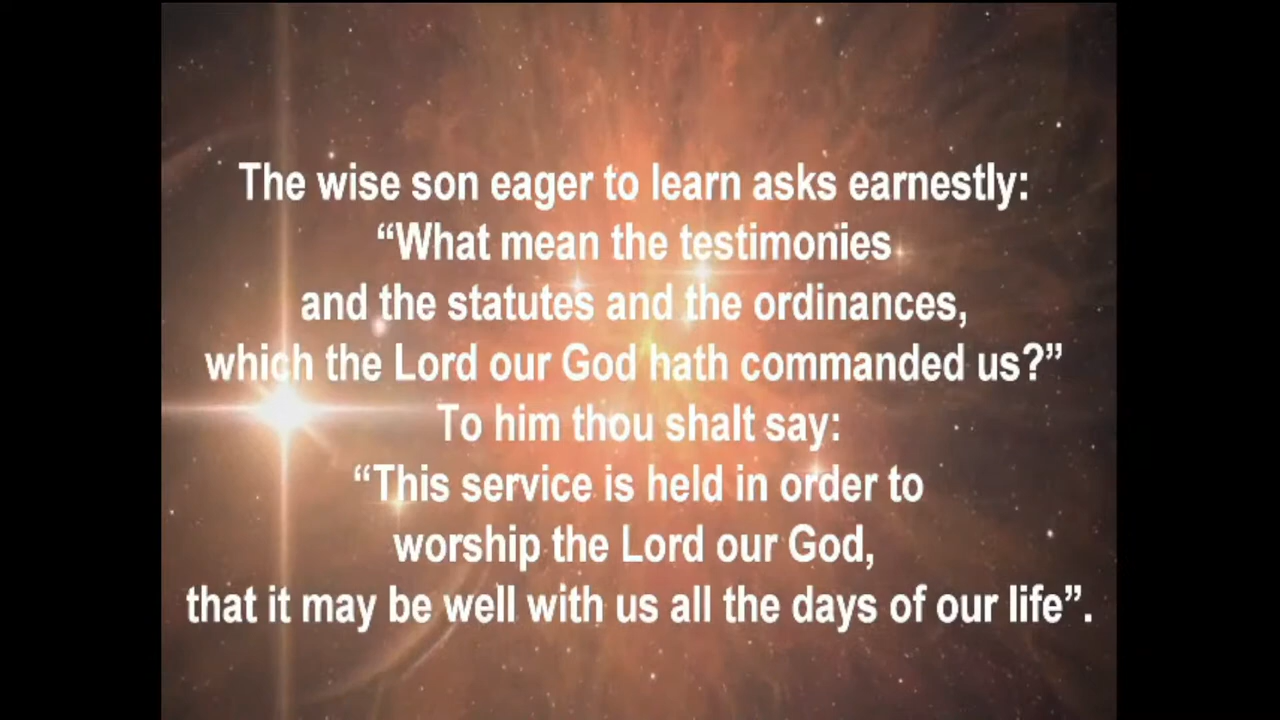 The wise son eager to learn asks earnestly:
“What mean the testimonies
and the statutes and the ordinances,
which the Lord our God hath commanded us?”
To him thou shalt say:
“This service is held in order to
worship the Lord our God,
that it may be well with us all the days of our life”.